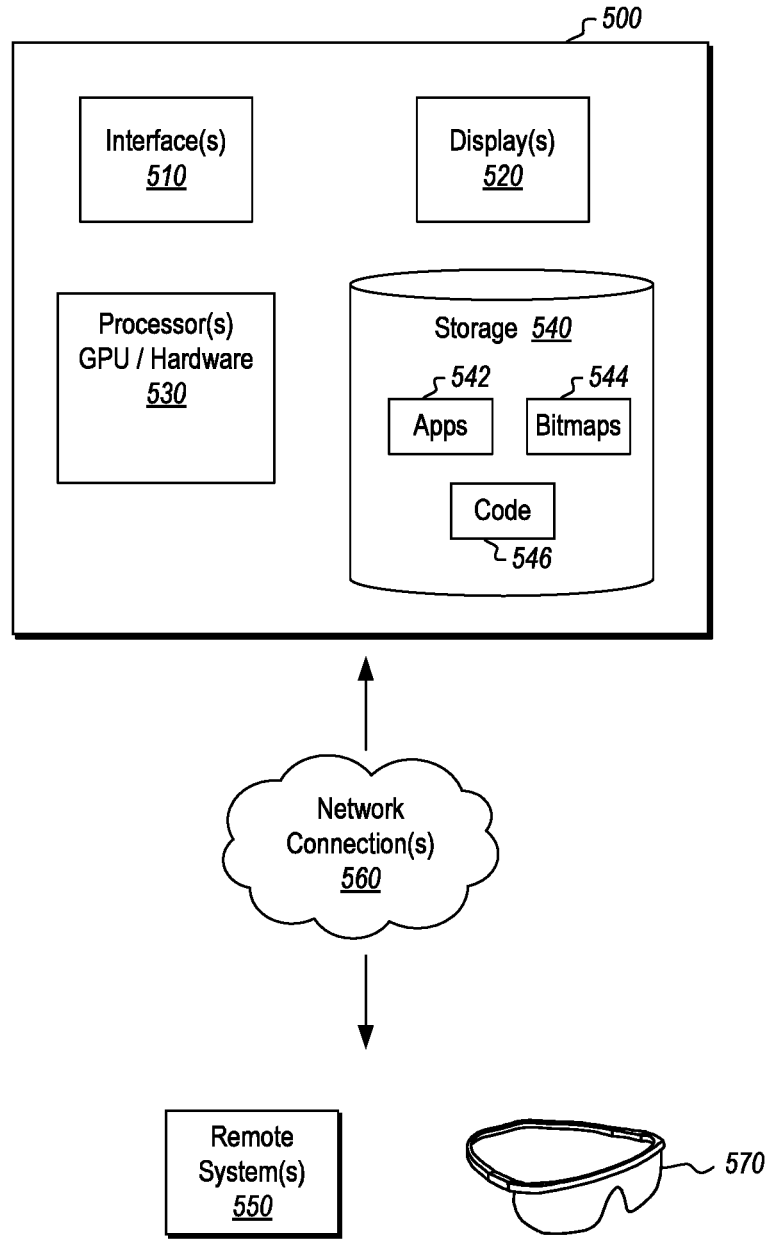 500
Interface(s)
510
Display(s)
520
Processor(s)
GPU / Hardware
530
Storage 540
542
544
Apps
Bitmaps
Code
546
Network
Connection(s)
560
Remote
System(s)
550
570